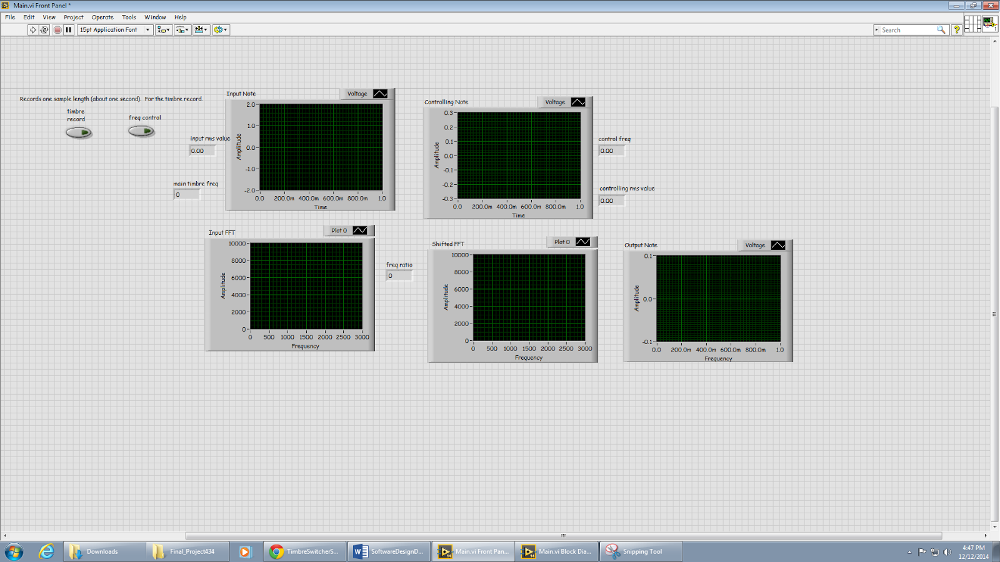 Main.vi Front Panel *
File Edit View Project Operate Tools Window Help
15pt Application Font
Search
?
1
Records one sample length (about one second). For the timbre record.
timbre
record
freq control
input rms value
0.00
main timbre freq
0
Input Note
Voltage
2.0
1.0
0.0
-1.0
-2.0
Amplitude
0.0 200.0m 400.0m 600.0m 800.0m 1.0
Time
Controlling Note
Voltage
0.3
0.2
0.1
0.0
-0.1
-0.2
-0.3
Amplitude
0.0 200.0m 400.0m 600.0m 800.0m 1.0
Time
control freq
0.00
controlling rms value
0.00
Input FFT
Plot 0
10000
8000
6000
4000
2000
0
Amplitude
0 500 1000 1500 2000 2500 3000
Frequency
freq ratio
0
Shifted FFT
Plot 0
10000
8000
6000
4000
2000
0
Amplitude
0 500 1000 1500 2000 2500 3000
Frequency
Output Note
Voltage
0.1
0.0
-0.1
Amplitude
0.0 200.0m 400.0m 600.0m 800.0m 1.0
Frequency
Downloads
Final_Project434
TimbreSwitcherS...
SoftwareDesignD...
14
Main.vi Front Pan...
14
Main.vi Block Dia...
Snipping Tool
4:47 PM
12/12/2014